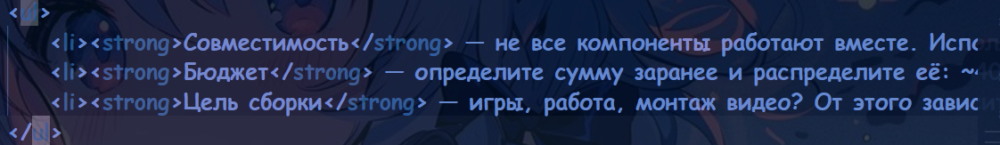 <ul>
<li><strong>Совместимость</strong> — не все компоненты работают вместе. Испо
<li><strong>Бюджет</strong> — определите сумму заранее и распределите её: ~4
<li><strong>Цель сборки</strong> — игры, работа, монтаж видео? От этого завис
</ul>